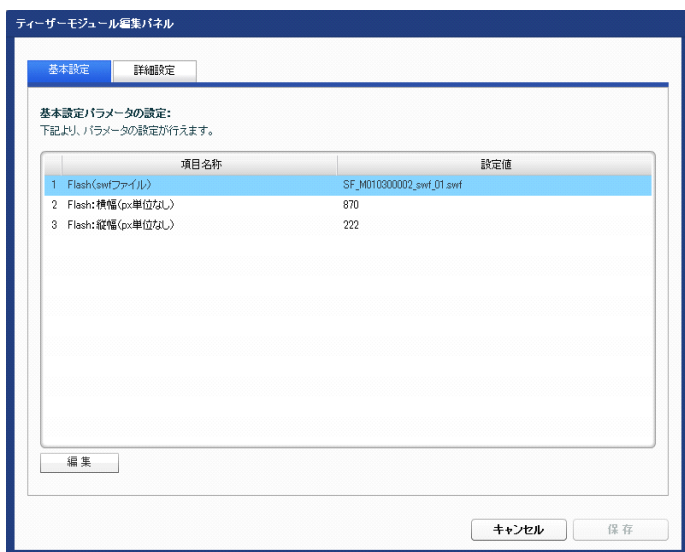 ティーザーモジュール編集パネル
基本設定 詳細設定
基本設定パラメータの設定:
下記より、パラメータの設定が行えます。
項目名称 設定値
1 Flash(swfファイル) SF_M010300002_swf_01.swf
2 Flash:横幅(px単位なし) 870
3 Flash:縦幅(px単位なし) 222
編集
キャンセル 保存